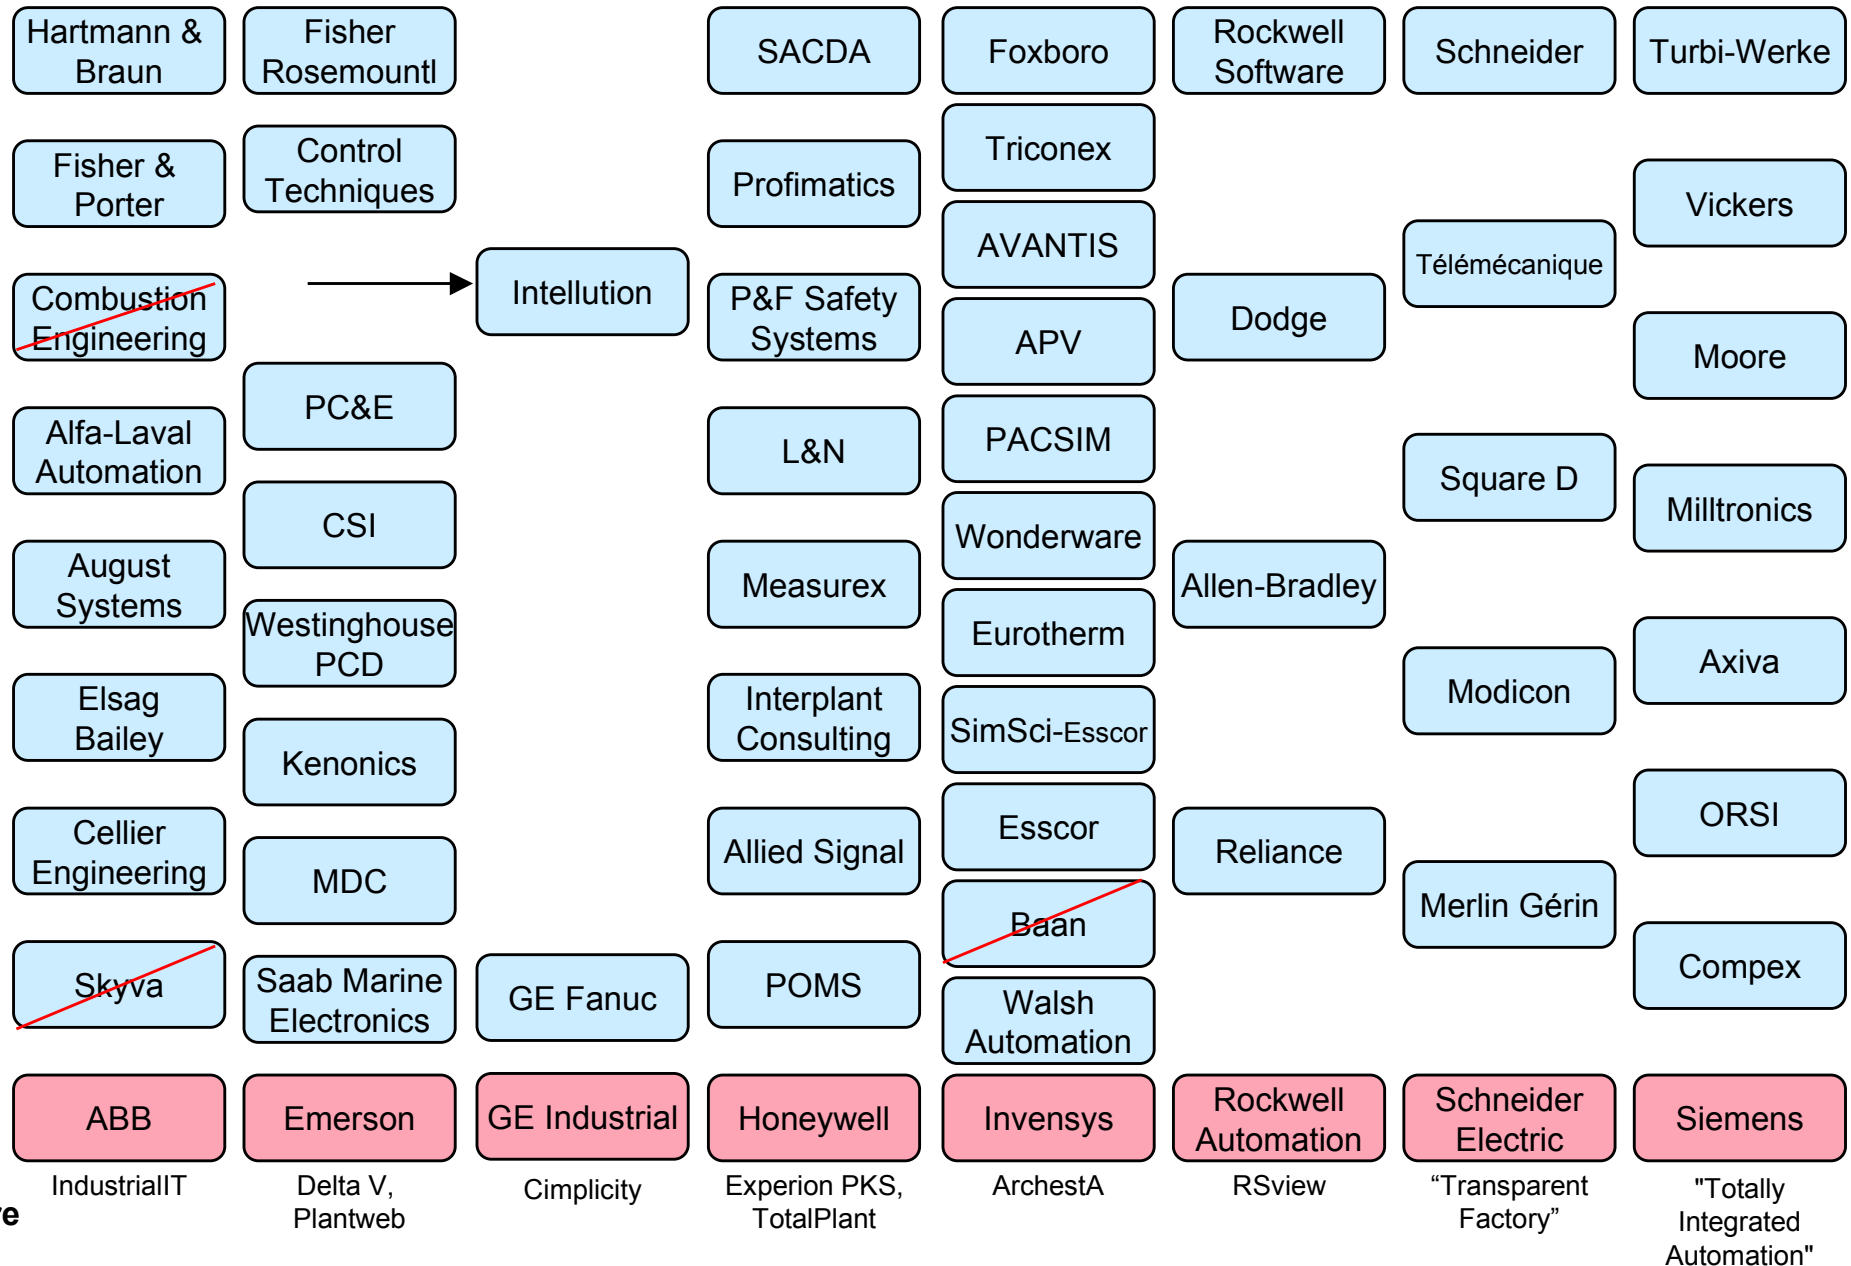 Hartmann &
Braun
Fisher
Rosemountl
SACDA
Foxboro
Rockwell
Software
Schneider
Turbi-Werke
Fisher &
Porter
Control
Techniques
Profimatics
Triconex
Vickers
AVANTIS
Télémécanique
Combustion
Engineering
Intellution
P&F Safety
Systems
APV
Dodge
Moore
PC&E
Alfa-Laval
Automation
L&N
PACSIM
Square D
Milltronics
CSI
Wonderware
August
Systems
Measurex
Allen-Bradley
Westinghouse
PCD
Eurotherm
Axiva
Elsag
Bailey
Interplant
Consulting
SimSci-Esscor
Modicon
Kenonics
ORSI
Cellier
Engineering
Allied Signal
Esscor
Reliance
MDC
Baan
Merlin Gérin
Skyva
Saab Marine
Electronics
GE Fanuc
POMS
Walsh
Automation
Compex
ABB
Emerson
GE Industrial
Honeywell
Invensys
Rockwell
Automation
Schneider
Electric
Siemens
IndustrialIT
Delta V,
Plantweb
Cimplicity
Experion PKS,
TotalPlant
ArchestA
RSview
“Transparent
Factory”
"Totally
Integrated
Automation"
re